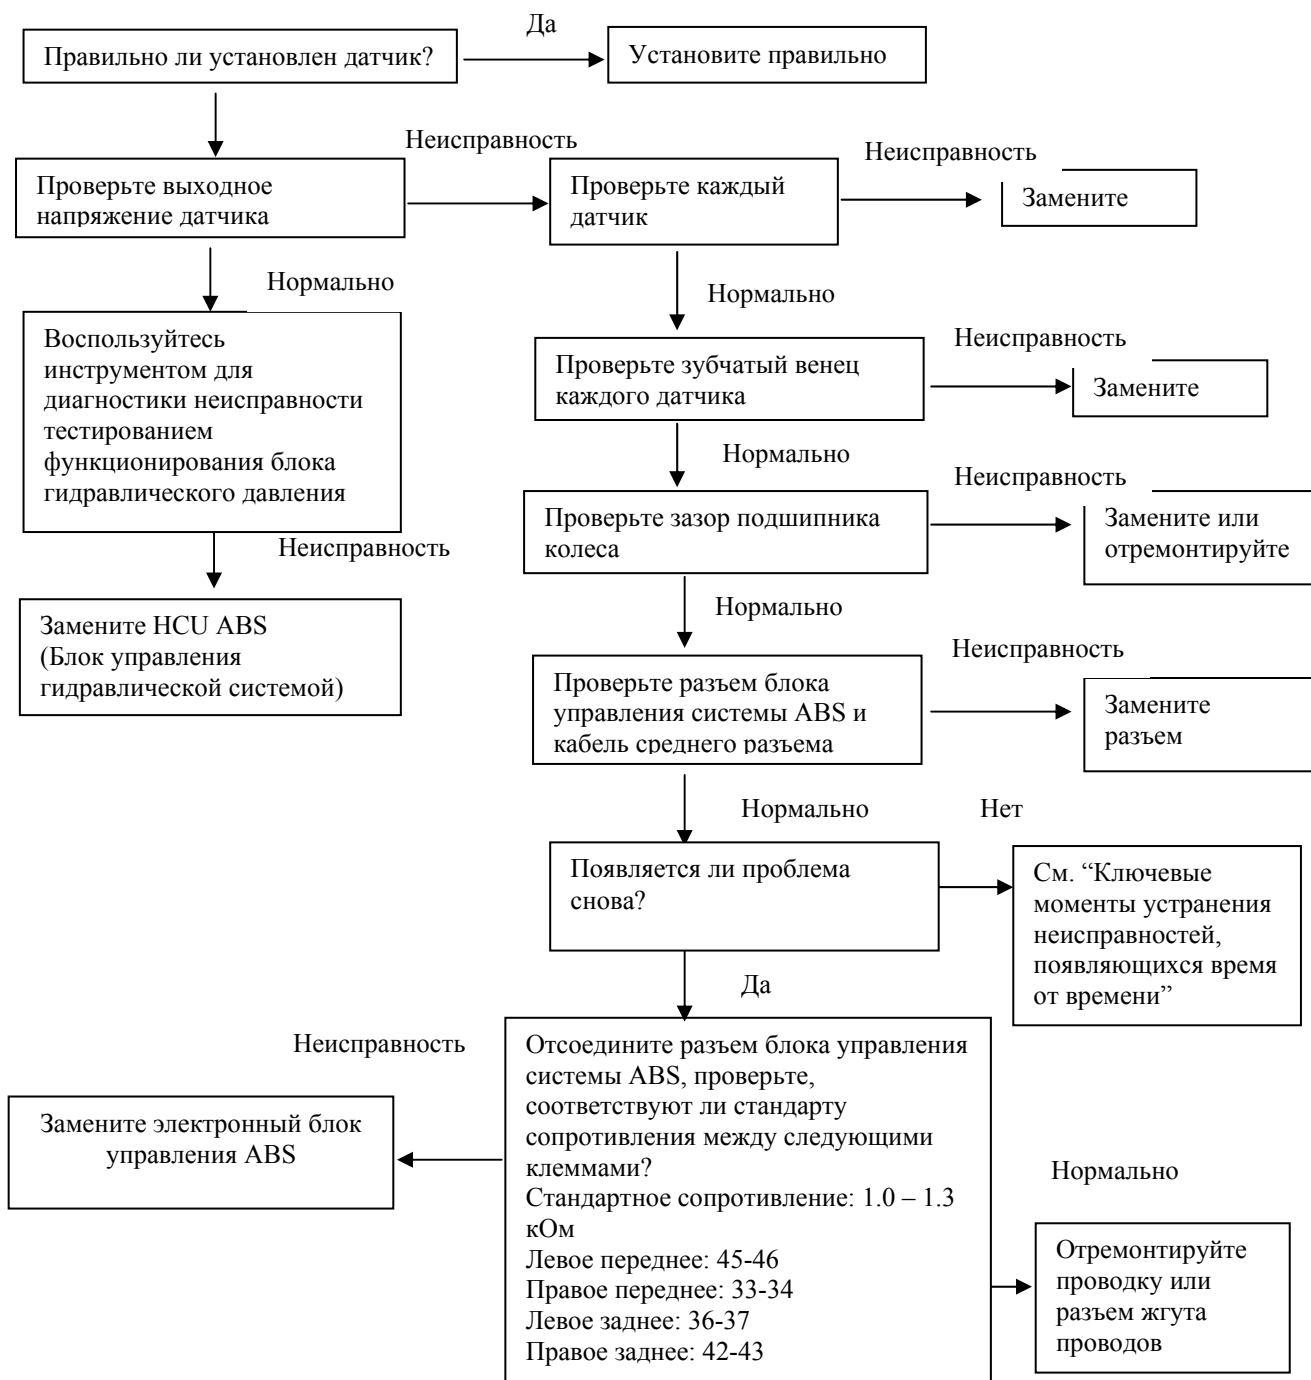 Да
Правильно ли установлен датчик?
Установите правильно
Неисправность
Неисправность
Проверьте выходное
напряжение датчика
Проверьте каждый
датчик
Замените
Нормально
Нормально
Воспользуйтесь
инструментом для
диагностики неисправности
тестированием
функционирования блока
гидравлического давления
Неисправность
Проверьте зубчатый венец
каждого датчика
Замените
Нормально
Неисправность
Проверьте зазор подшипника
колеса
Замените или
отремонтируйте
Неисправность
Замените HCU ABS
(Блок управления
гидравлической системой)
Нормально
Неисправность
Проверьте разъем блока
управления системы ABS и
кабель среднего разъема
Замените
разъем
Нормально
Нет
Появляется ли проблема
снова?
См. “Ключевые
моменты устранения
неисправностей,
появляющихся время
от времени”
Да
Неисправность
Отсоедините разъем блока управления
системы ABS, проверьте,
соответствуют ли стандарту
сопротивления между следующими
клеммами?
Стандартное сопротивление: 1.0 – 1.3
кОм
Левое переднее: 45-46
Правое переднее: 33-34
Левое заднее: 36-37
Правое заднее: 42-43
Замените электронный блок
управления ABS
Нормально
Отремонтируйте
проводку или
разъем жгута
проводов